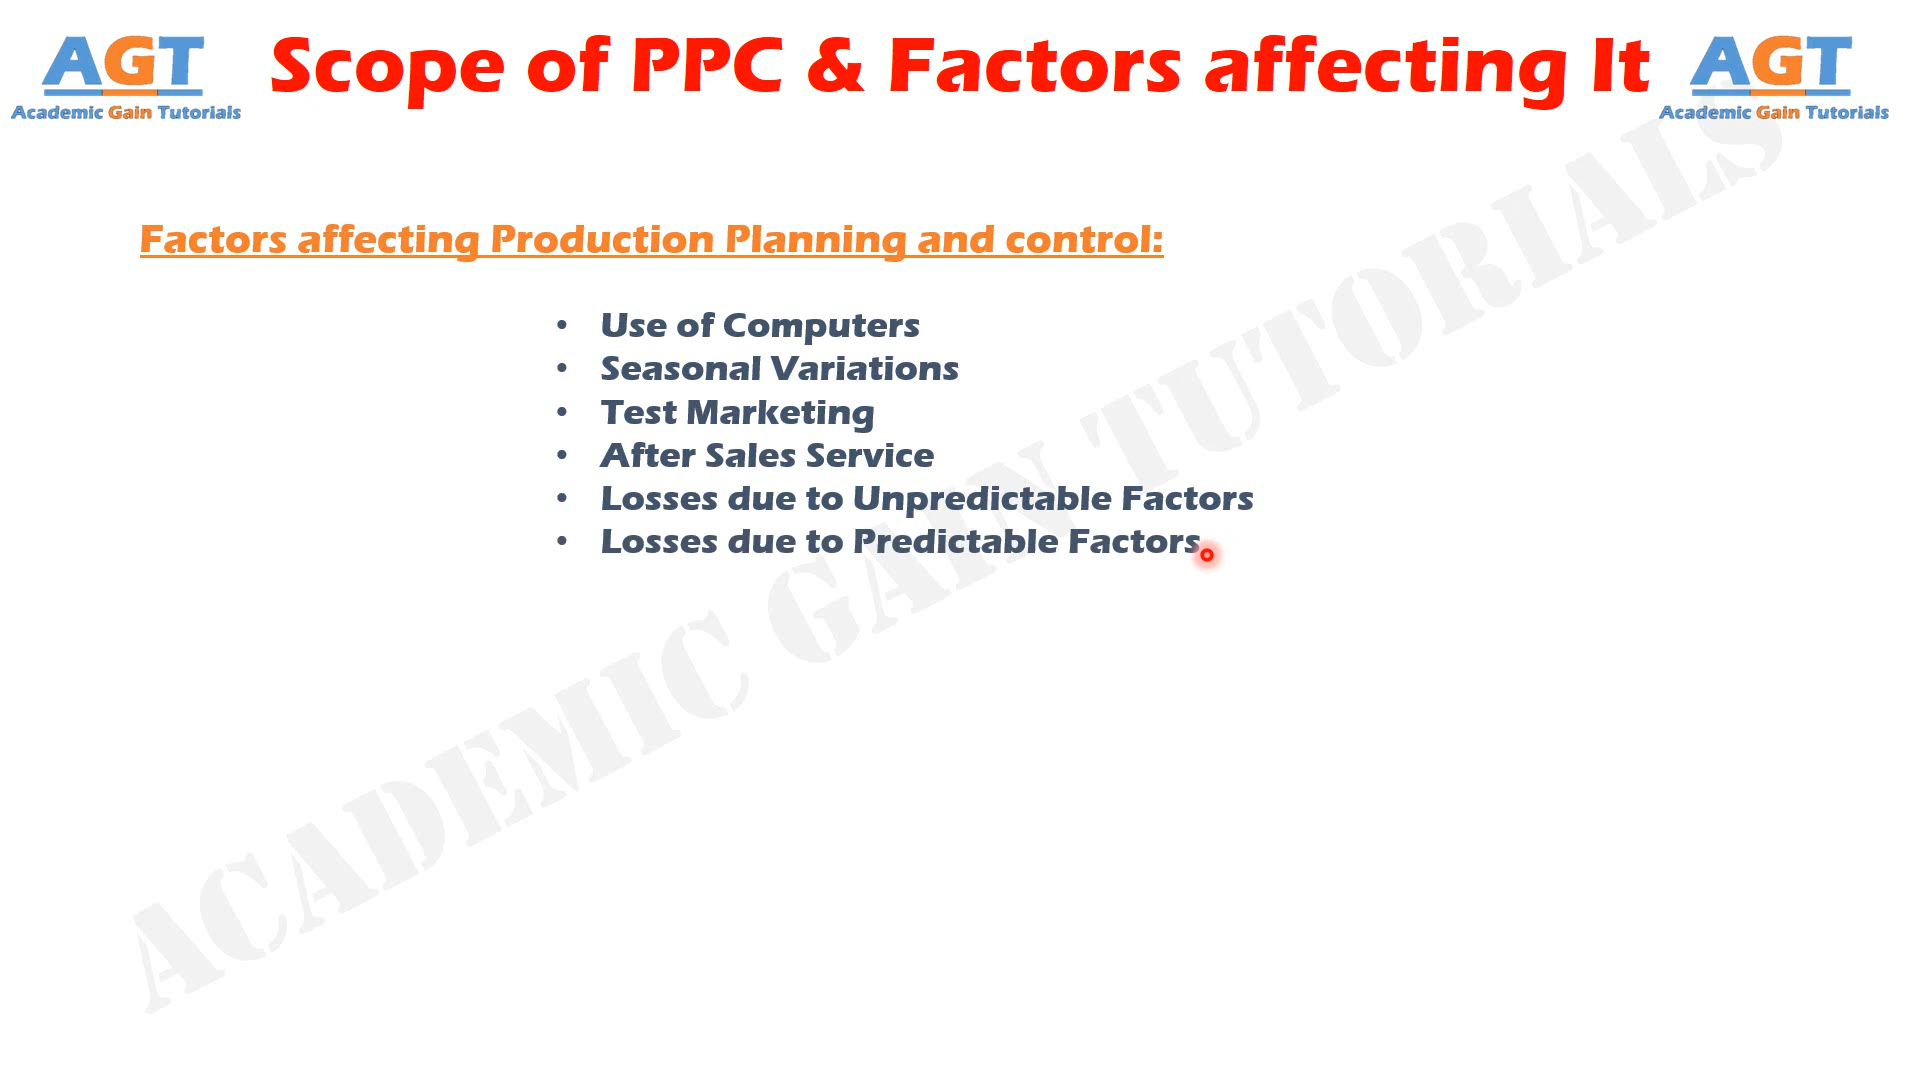 AGT
Academic Gain Tutorials
Scope of PPC & Factors affecting It
AGT
Academic Gain Tutorials
Factors affecting Production Planning and control:
• Use of Computers
• Seasonal Variations
• Test Marketing
• After Sales Service
• Losses due to Unpredictable Factors
• Losses due to Predictable Factors
ACADEMIC GAIN TUTORIALS